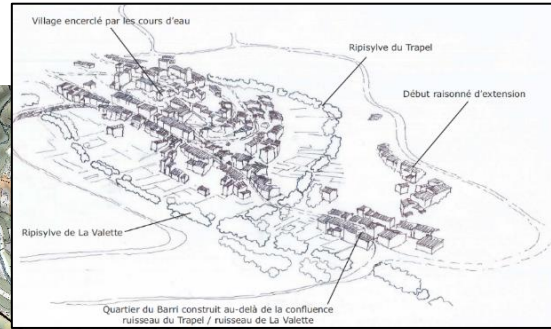 Village encerclé par les cours d'eau
Ripisylve du Trapel
Début raisonné d'extension
Ripisylve de La Valette
Quartier du Barri construit au-delà de la confluence
ruisseau du Trapel / ruisseau de La Valette